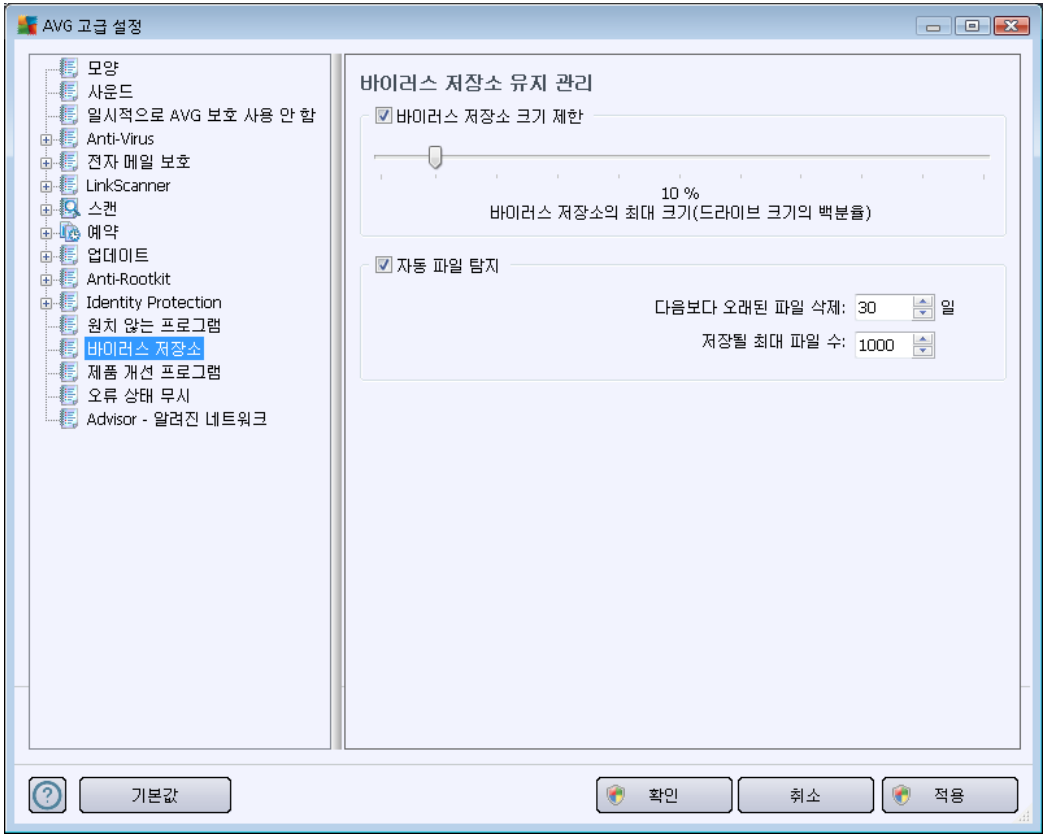 AVG 고급 설정
모양
사운드
일시적으로 AVG 보호 사용 안 함
Anti-Virus
전자 메일 보호
LinkScanner
스캔
예약
업데이트
Anti-Rootkit
Identity Protection
원치 않는 프로그램
바이러스 저장소
제품 개선 프로그램
오류 상태 무시
Advisor - 알려진 네트워크
바이러스 저장소 유지 관리
바이러스 저장소 크기 제한
10 %
바이러스 저장소의 최대 크기(드라이브 크기의 백분율)
자동 파일 탐지
다음보다 오래된 파일 삭제: 30 일
저장될 최대 파일 수: 1000
기본값
확인
취소
적용